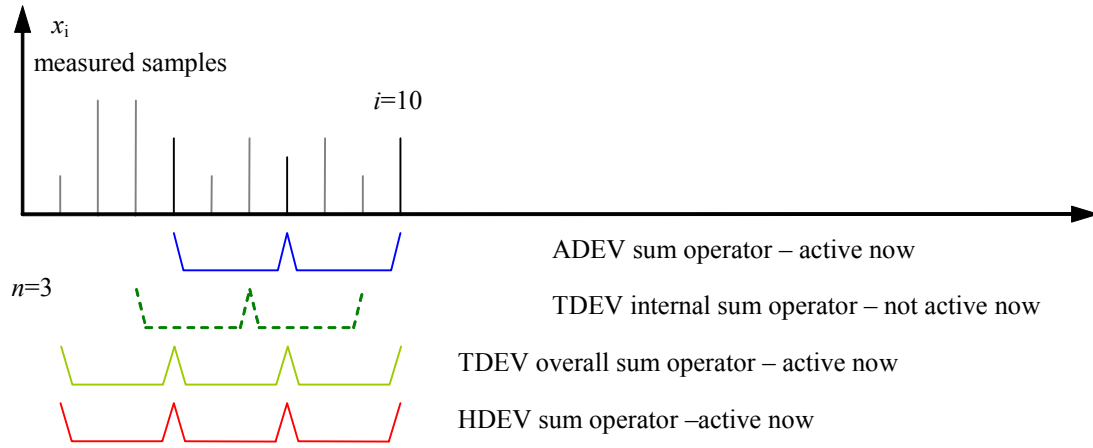 xi
measured samples
i=10
ADEV sum operator – active now
n=3
TDEV internal sum operator – not active now
TDEV overall sum operator – active now
HDEV sum operator –active now